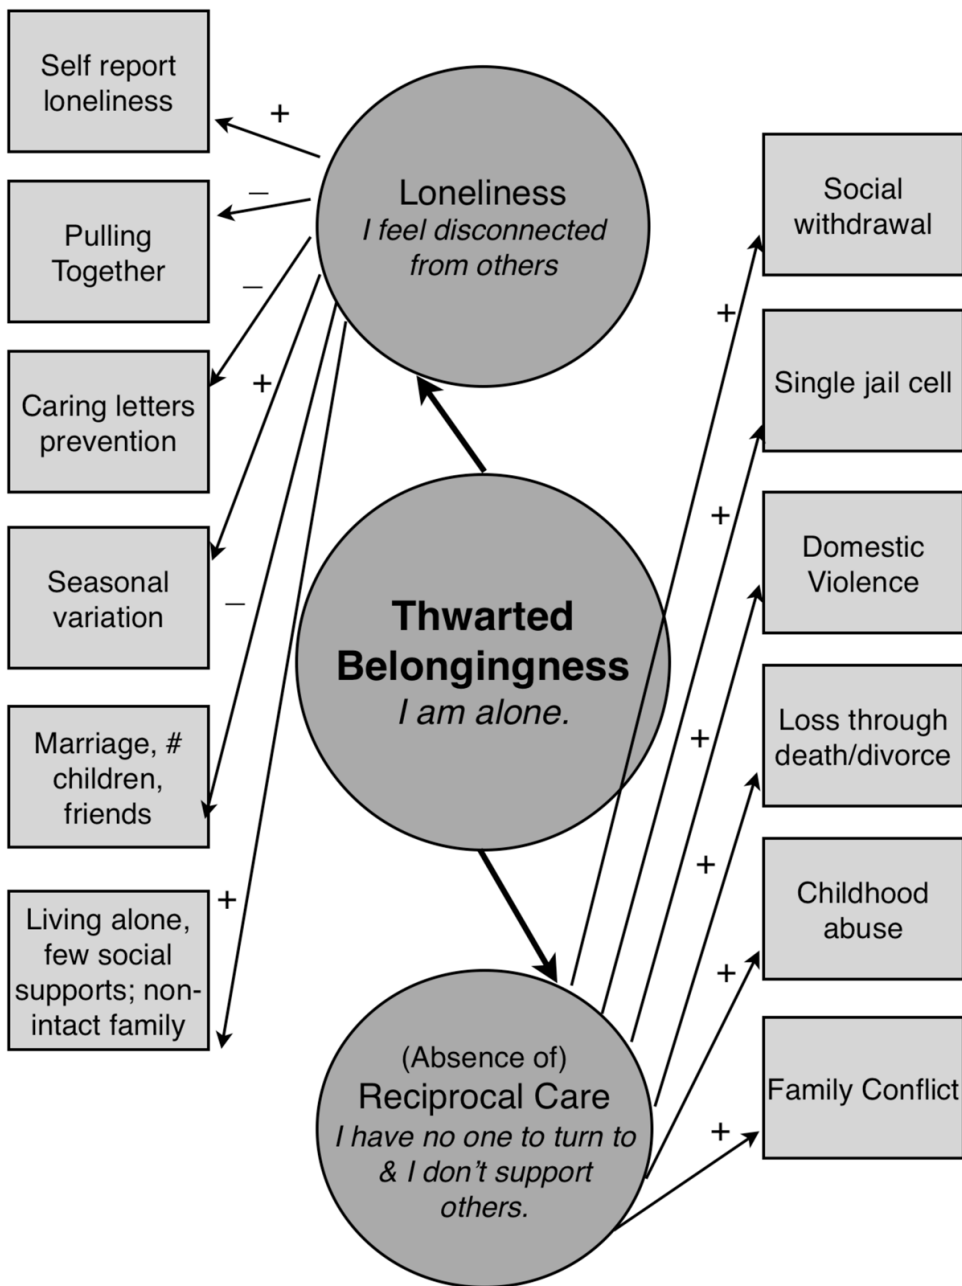 Self report
loneliness
+
Pulling
Together
–
Caring letters
prevention
–
Seasonal
variation
+
Marriage, #
children,
friends
–
Living alone,
few social
supports; non-
intact family
+
Loneliness
I feel disconnected
from others
Thwarted
Belongingness
I am alone.
(Absence of)
Reciprocal Care
I have no one to turn to
& I don't support
others.
Social
withdrawal
+
Single jail cell
+
Domestic
Violence
+
Loss through
death/divorce
+
Childhood
abuse
+
Family Conflict
+